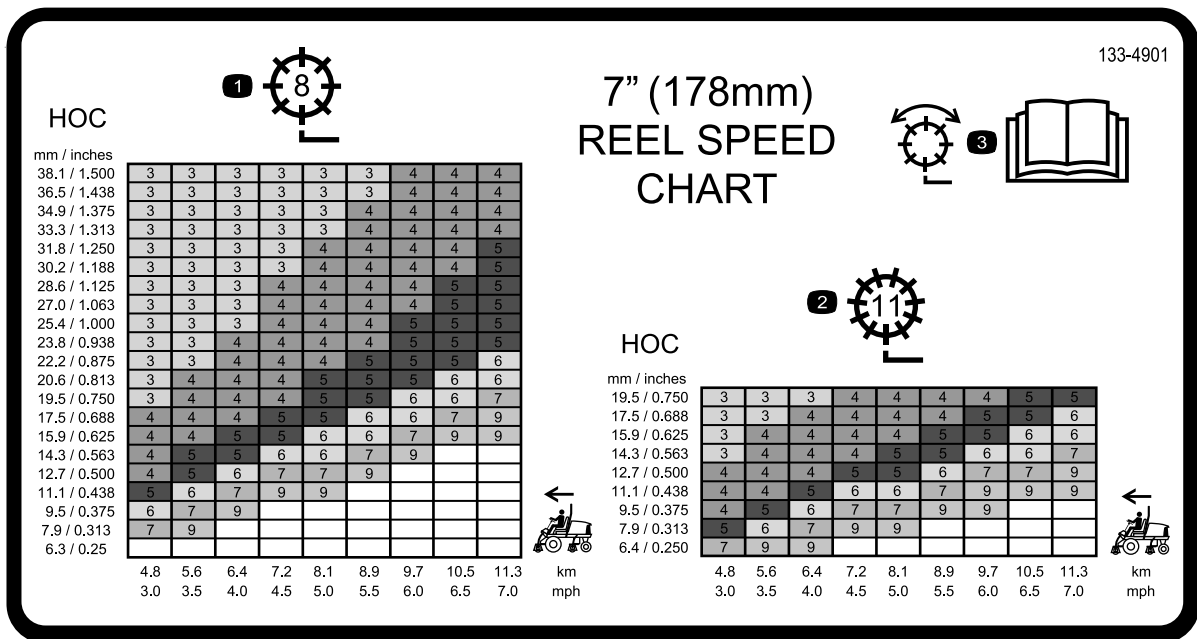 133-4901
7” (178mm)
REEL SPEED
CHART
1
8
3
HOC
mm / inches
38.1 / 1.500 3 3 3 3 3 3 4 4 4
36.5 / 1.438 3 3 3 3 3 3 4 4 4
34.9 / 1.375 3 3 3 3 3 4 4 4 4
33.3 / 1.313 3 3 3 3 3 4 4 4 4
31.8 / 1.250 3 3 3 3 4 4 4 4 5
30.2 / 1.188 3 3 3 3 4 4 4 4 5
28.6 / 1.125 3 3 3 4 4 4 4 5 5
27.0 / 1.063 3 3 3 4 4 4 4 5 5
25.4 / 1.000 3 3 3 4 4 4 5 5 5
23.8 / 0.938 3 3 4 4 4 4 5 5 5
22.2 / 0.875 3 3 4 4 4 5 5 5 6
20.6 / 0.813 3 4 4 4 5 5 5 6 6
19.5 / 0.750 3 4 4 4 5 5 6 6 7
17.5 / 0.688 4 4 4 5 5 6 6 7 9
15.9 / 0.625 4 4 5 5 6 6 7 9 9
14.3 / 0.563 4 5 5 6 6 7 9
12.7 / 0.500 4 5 6 7 7 9
11.1 / 0.438 5 6 7 9 9
9.5 / 0.375 6 7 9
7.9 / 0.313 7 9
6.3 / 0.25
4.8 5.6 6.4 7.2 8.1 8.9 9.7 10.5 11.3 km
3.0 3.5 4.0 4.5 5.0 5.5 6.0 6.5 7.0 mph
2
11
HOC
mm / inches
19.5 / 0.750 3 3 3 4 4 4 4 5 5
17.5 / 0.688 3 3 4 4 4 4 5 5 6
15.9 / 0.625 3 4 4 4 4 5 5 6 6
14.3 / 0.563 3 4 4 4 5 5 6 6 7
12.7 / 0.500 4 4 4 5 5 6 7 7 9
11.1 / 0.438 4 4 5 6 6 7 9 9 9
9.5 / 0.375 4 5 6 7 7 9 9
7.9 / 0.313 5 6 7 9 9
6.4 / 0.250 7 9 9
4.8 5.6 6.4 7.2 8.1 8.9 9.7 10.5 11.3 km
3.0 3.5 4.0 4.5 5.0 5.5 6.0 6.5 7.0 mph